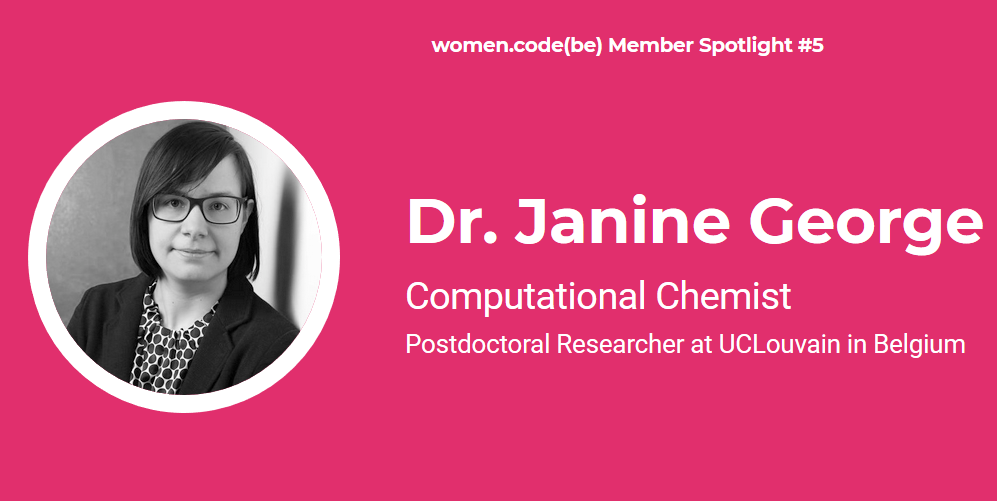 women.code(be) Member Spotlight #5
Dr. Janine George
Computational Chemist
Postdoctoral Researcher at UCLouvain in Belgium